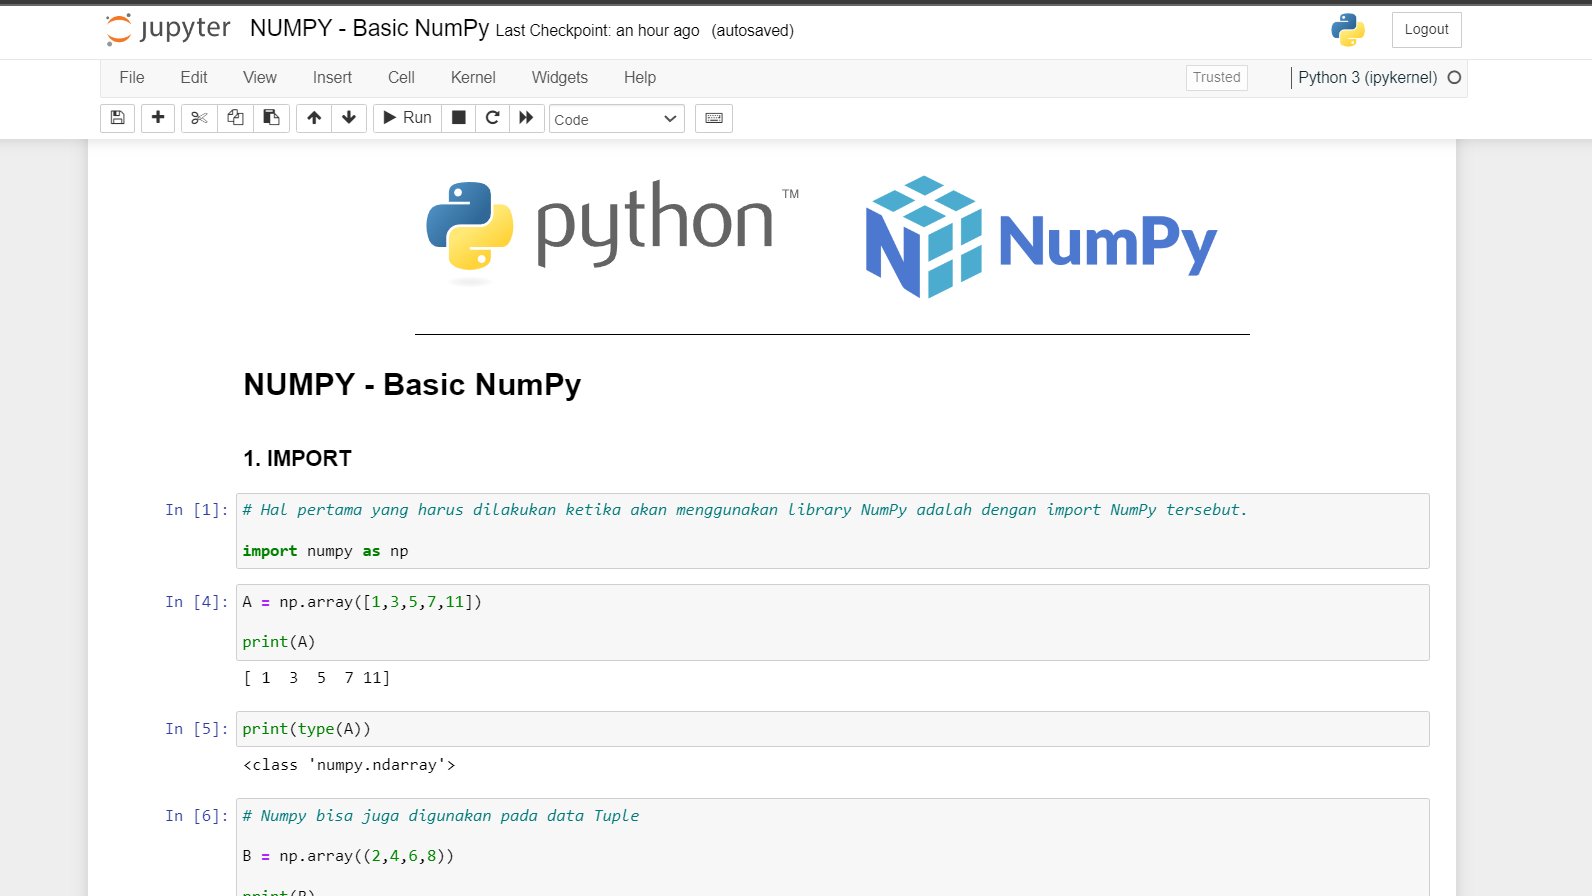 jupyter NUMPY - Basic NumPy Last Checkpoint: an hour ago (autosaved) Logout
File Edit View Insert Cell Kernel Widgets Help Trusted Python 3 (ipykernel)
Run Code
python TM NumPy
NUMPY - Basic NumPy
1. IMPORT
In [1]: # Hal pertama yang harus dilakukan ketika akan menggunakan library NumPy adalah dengan import NumPy tersebut.
import numpy as np
In [4]: A = np.array([1,3,5,7,11])
print(A)
[ 1  3  5  7 11]
In [5]: print(type(A))
<class 'numpy.ndarray'>
In [6]: # Numpy bisa juga digunakan pada data Tuple
B = np.array((2,4,6,8))
print(B)